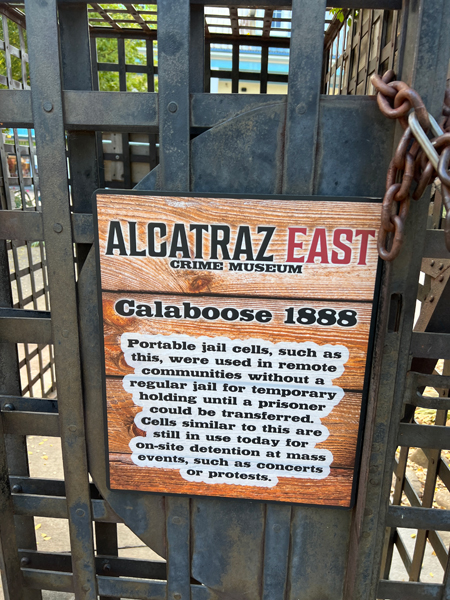 ALCATRAZ EAST
CRIME MUSEUM
Calaboose 1888
Portable jail cells, such as
this, were used in remote
communities without a
regular jail for temporary
holding until a prisoner
could be transferred.
Cells similar to this are
still in use today for
on-site detention at mass
events, such as concerts
or protests.